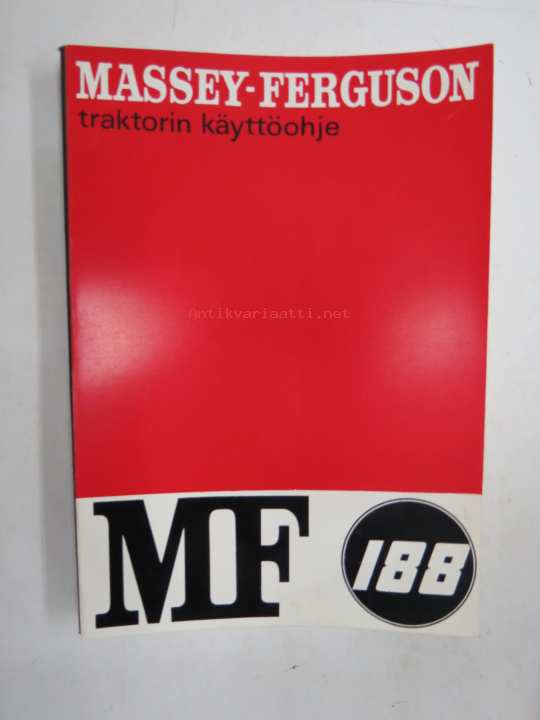 MASSEY-FERGUSON
traktorin käyttöohje
Antikvariaatti.net
MF
188